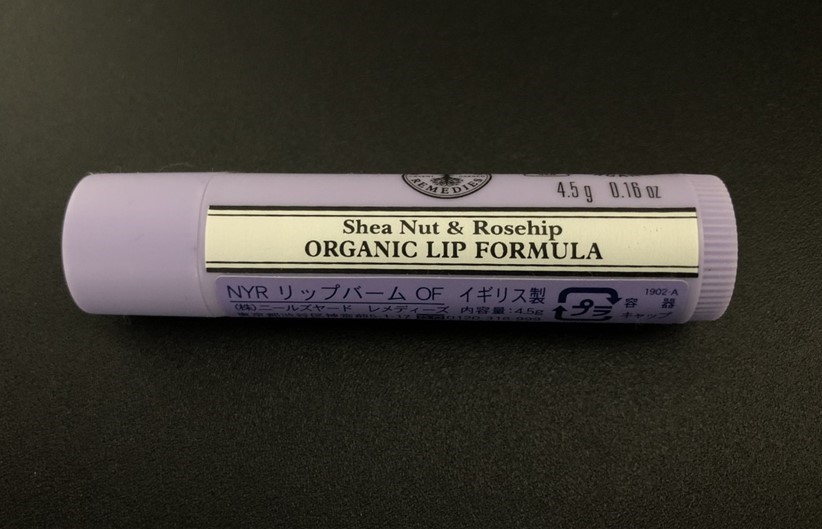 REMEDIES
4.5 g 0.16 oz
Shea Nut & Rosehip
ORGANIC LIP FORMULA
NYR リップバーム OF イギリス製
(株)ニールズヤード レメディーズ 内容量:4.5g
プラ
1902-A
容器
キャップ